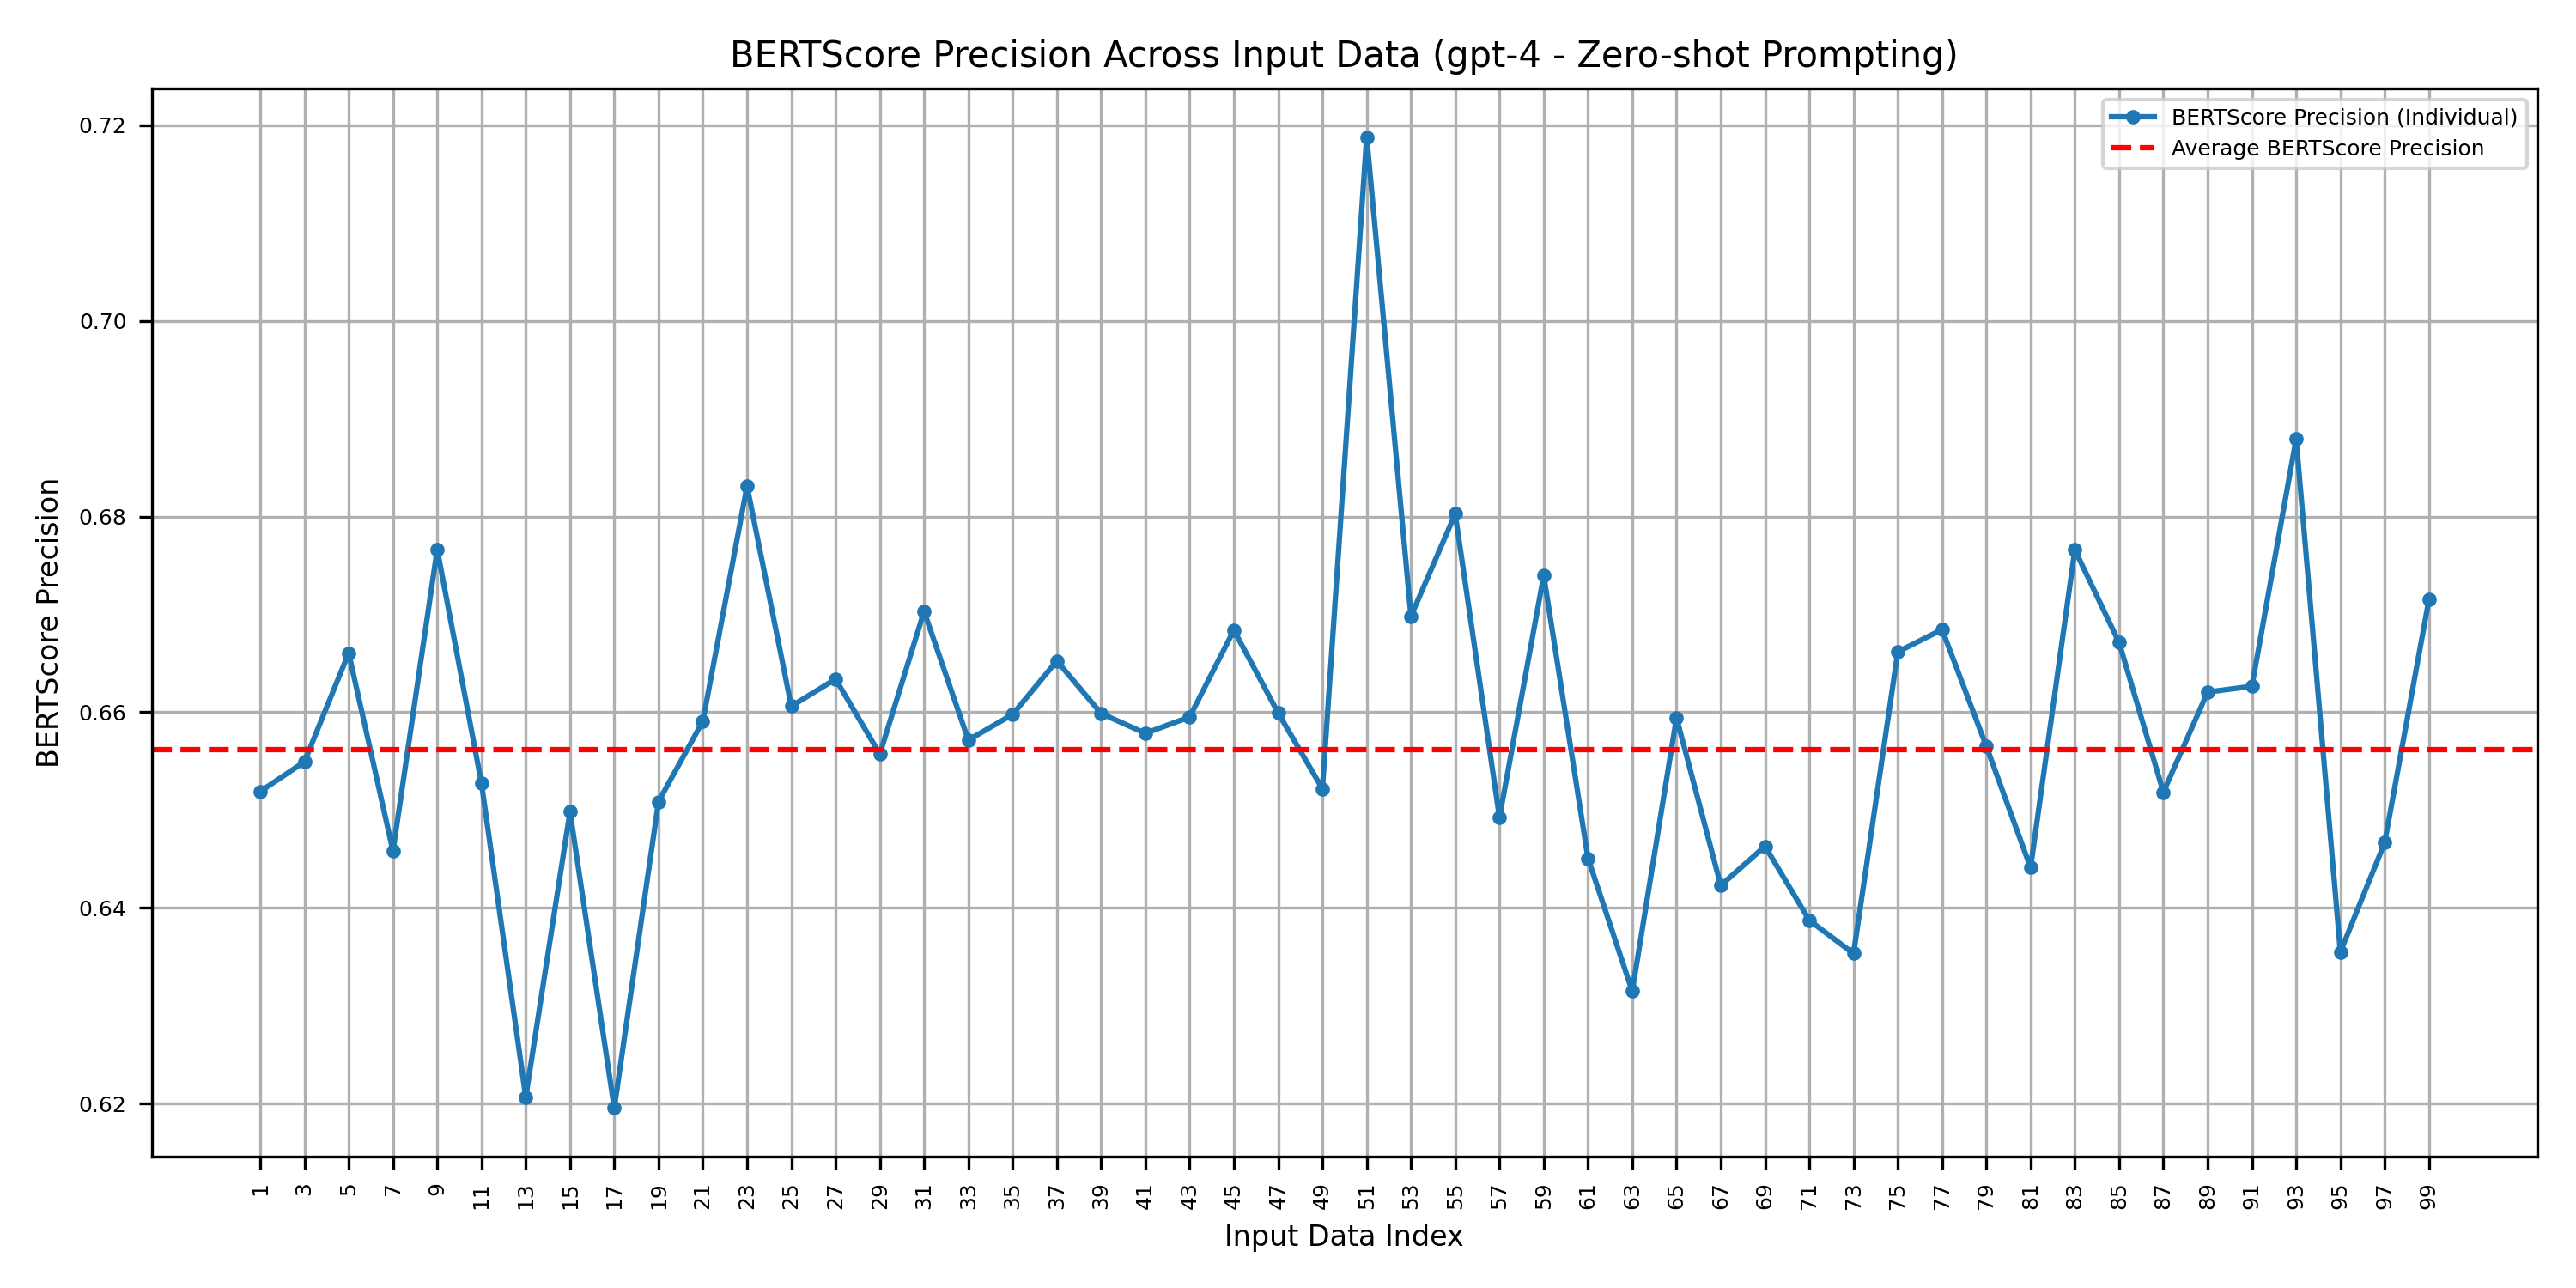 BERTScore Precision Across Input Data (gpt-4 - Zero-shot Prompting)
BERTScore Precision (Individual)
Average BERTScore Precision
BERTScore Precision
0.72
0.70
0.68
0.66
0.64
0.62
1 3 5 7 9 11 13 15 17 19 21 23 25 27 29 31 33 35 37 39 41 43 45 47 49 51 53 55 57 59 61 63 65 67 69 71 73 75 77 79 81 83 85 87 89 91 93 95 97 99
Input Data Index